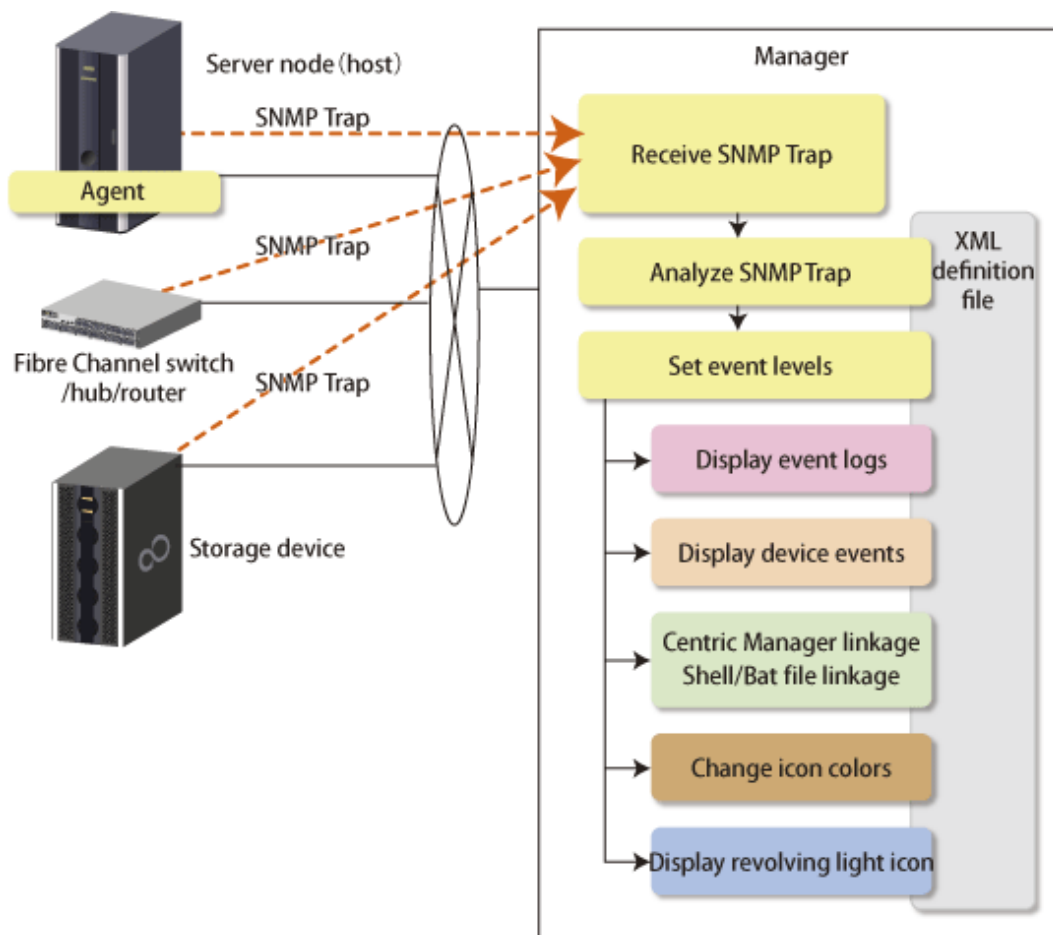 Server node (host)
SNMP Trap
Agent
SNMP Trap
Fibre Channel switch
/hub/router
SNMP Trap
Storage device
Manager
Receive SNMP Trap
XML
definition
file
Analyze SNMP Trap
Set event levels
Display event logs
Display device events
Centric Manager linkage
Shell/Bat file linkage
Change icon colors
Display revolving light icon